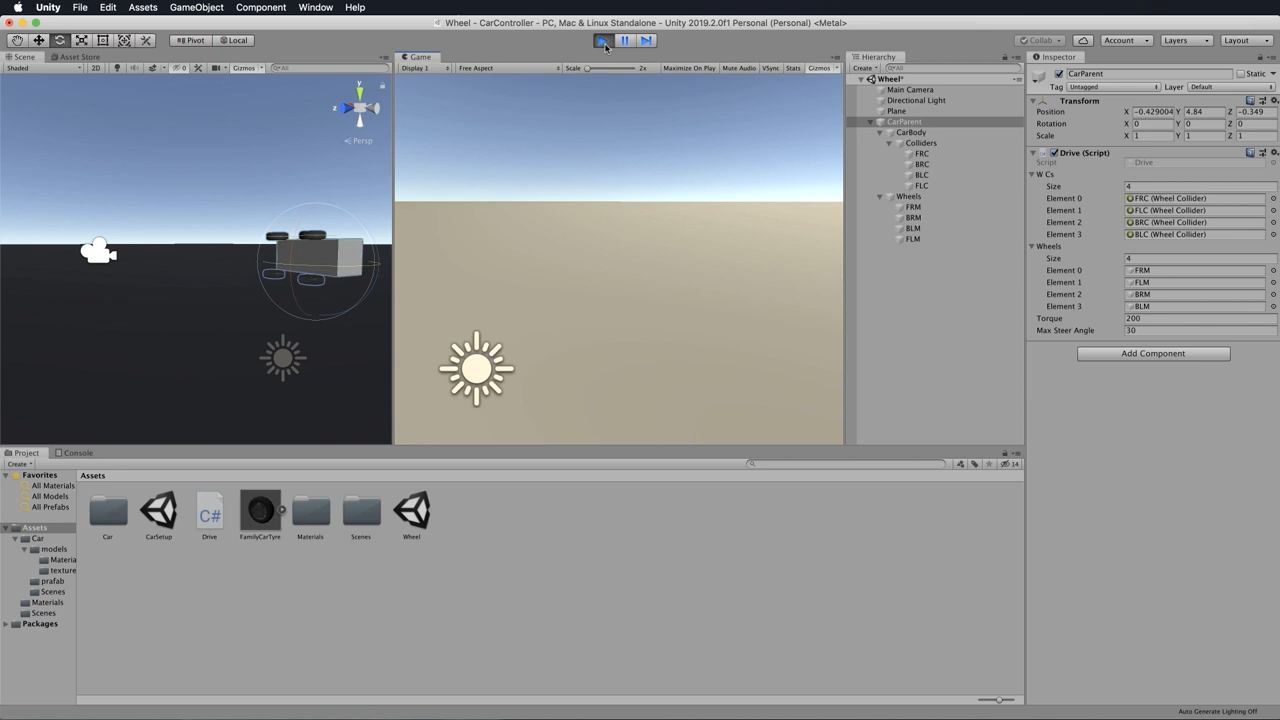 Unity File Edit Assets GameObject Component Window Help
Wheel - CarController - PC, Mac & Linux Standalone - Unity 2019.2.0f1 Personal (Personal) <Metal>
Pivot Local Collab Account Layers Layout
Scene Asset Store
Shaded 2D 0 Gizmos All
y
z
Persp
Game
Display 1 Free Aspect Scale 2x Maximize On Play Mute Audio VSync Stats Gizmos
Hierarchy
Create All
Wheel*
Main Camera
Directional Light
Plane
CarParent
CarBody
Colliders
FRC
BRC
BLC
FLC
Wheels
FRM
BRM
BLM
FLM
Inspector
CarParent Static
Tag Untagged Layer Default
Transform
Position X -0.429004 Y 4.84 Z -0.349
Rotation X 0 Y 0 Z 0
Scale X 1 Y 1 Z 1
Drive (Script)
Script Drive
W Cs
Size 4
Element 0 FRC (Wheel Collider)
Element 1 FLC (Wheel Collider)
Element 2 BRC (Wheel Collider)
Element 3 BLC (Wheel Collider)
Wheels
Size 4
Element 0 FRM
Element 1 FLM
Element 2 BRM
Element 3 BLM
Torque 200
Max Steer Angle 30
Add Component
Project Console
Create 14
Favorites
All Materials
All Models
All Prefabs
Assets
Car
models
Materia
texture
prafab
Scenes
Materials
Scenes
Packages
Assets
C#
Car CarSetup Drive FamilyCarTyre Materials Scenes Wheel
Auto Generate Lighting Off